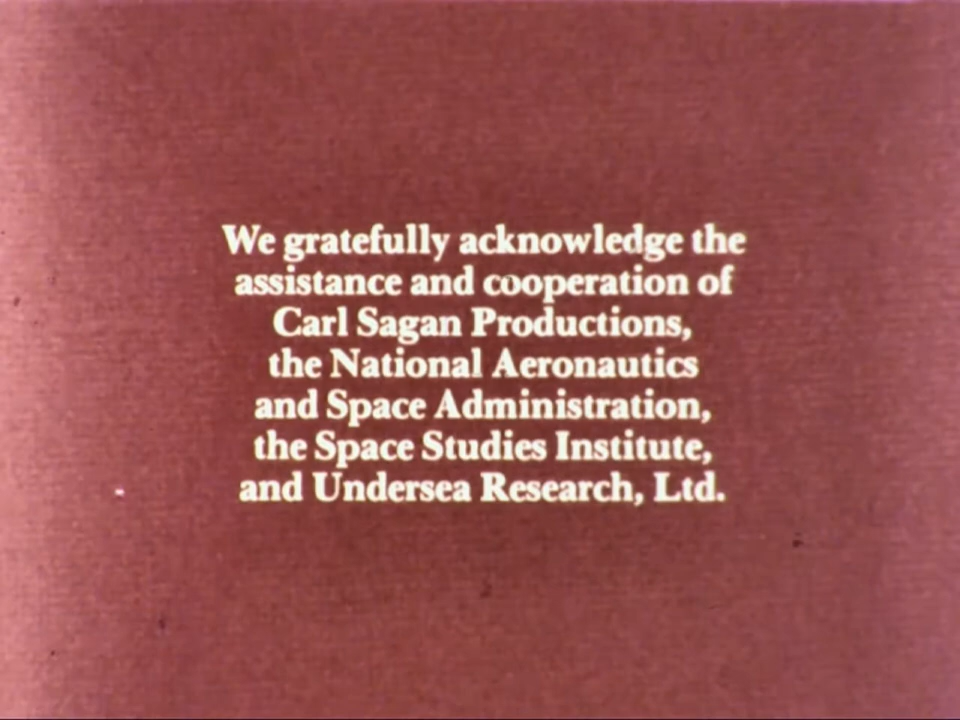 We gratefully acknowledge the
assistance and cooperation of
Carl Sagan Productions,
the National Aeronautics
and Space Administration,
the Space Studies Institute,
and Undersea Research, Ltd.